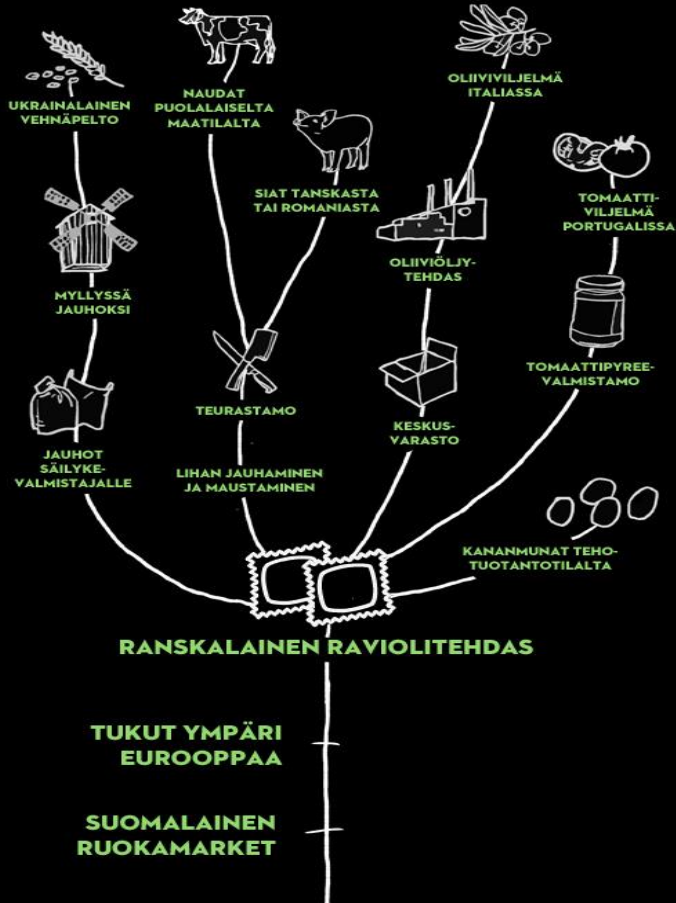 UKRAINALAINEN
VEHNÄPELTO
NAUDAT
PUOLALAISELTA
MAATILALTA
OLIIVIVILJELMÄ
ITALIASSA
SIAT TANSKASTA
TAI ROMANIASTA
TOMAATTI-
VILJELMÄ
PORTUGALISSA
MYLLYSSÄ
JAUHOKSI
OLIIVIÖLJY-
TEHDAS
TOMAATTIPYREE-
VALMISTAMO
TEURASTAMO
KESKUS-
VARASTO
JAUHOT
SÄILYKE-
VALMISTAJALLE
LIHAN JAUHAMINEN
JA MAUSTAMINEN
KANANMUNAT TEHO-
TUOTANTOTILALTA
RANSKALAINEN RAVIOLITEHDAS
TUKUT YMPÄRI
EUROOPPAA
SUOMALAINEN
RUOKAMARKET